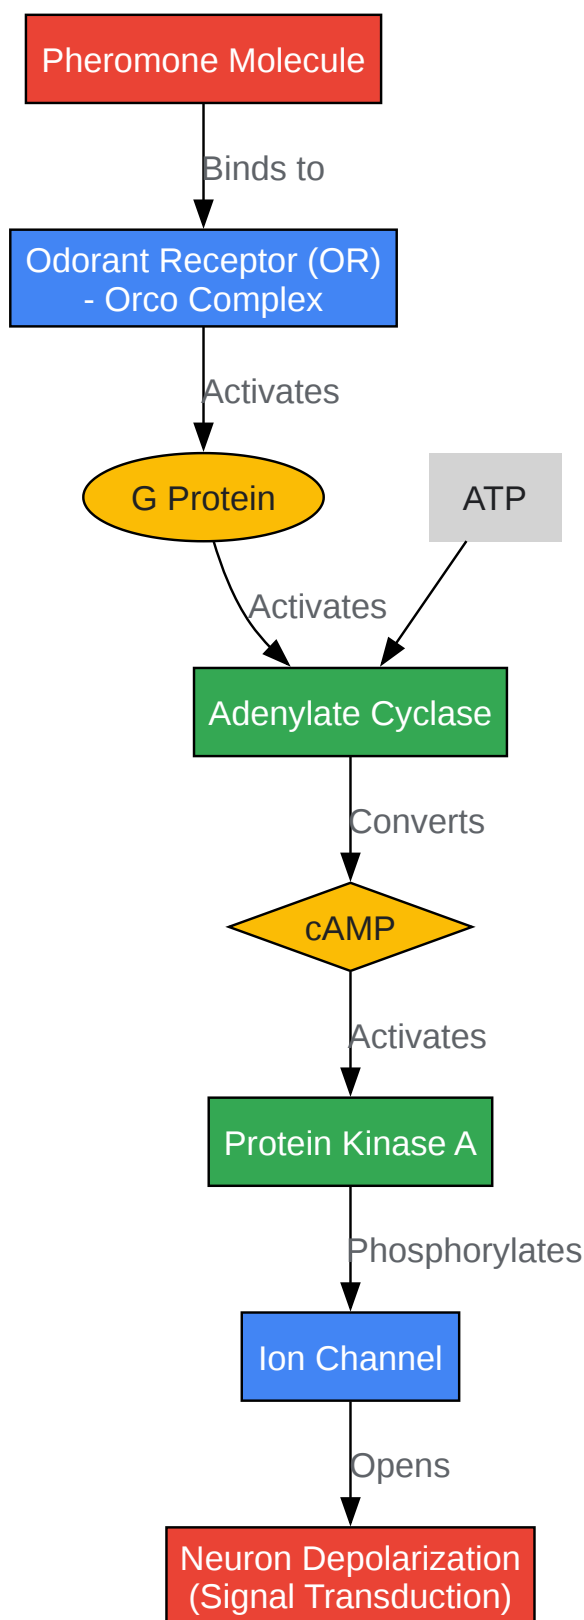 Pheromone Molecule
Binds to
Odorant Receptor (OR)
- Orco Complex
Activates
G Protein
ATP
Activates
Adenylate Cyclase
Converts
cAMP
Activates
Protein Kinase A
Phosphorylates
Ion Channel
Opens
Neuron Depolarization
(Signal Transduction)